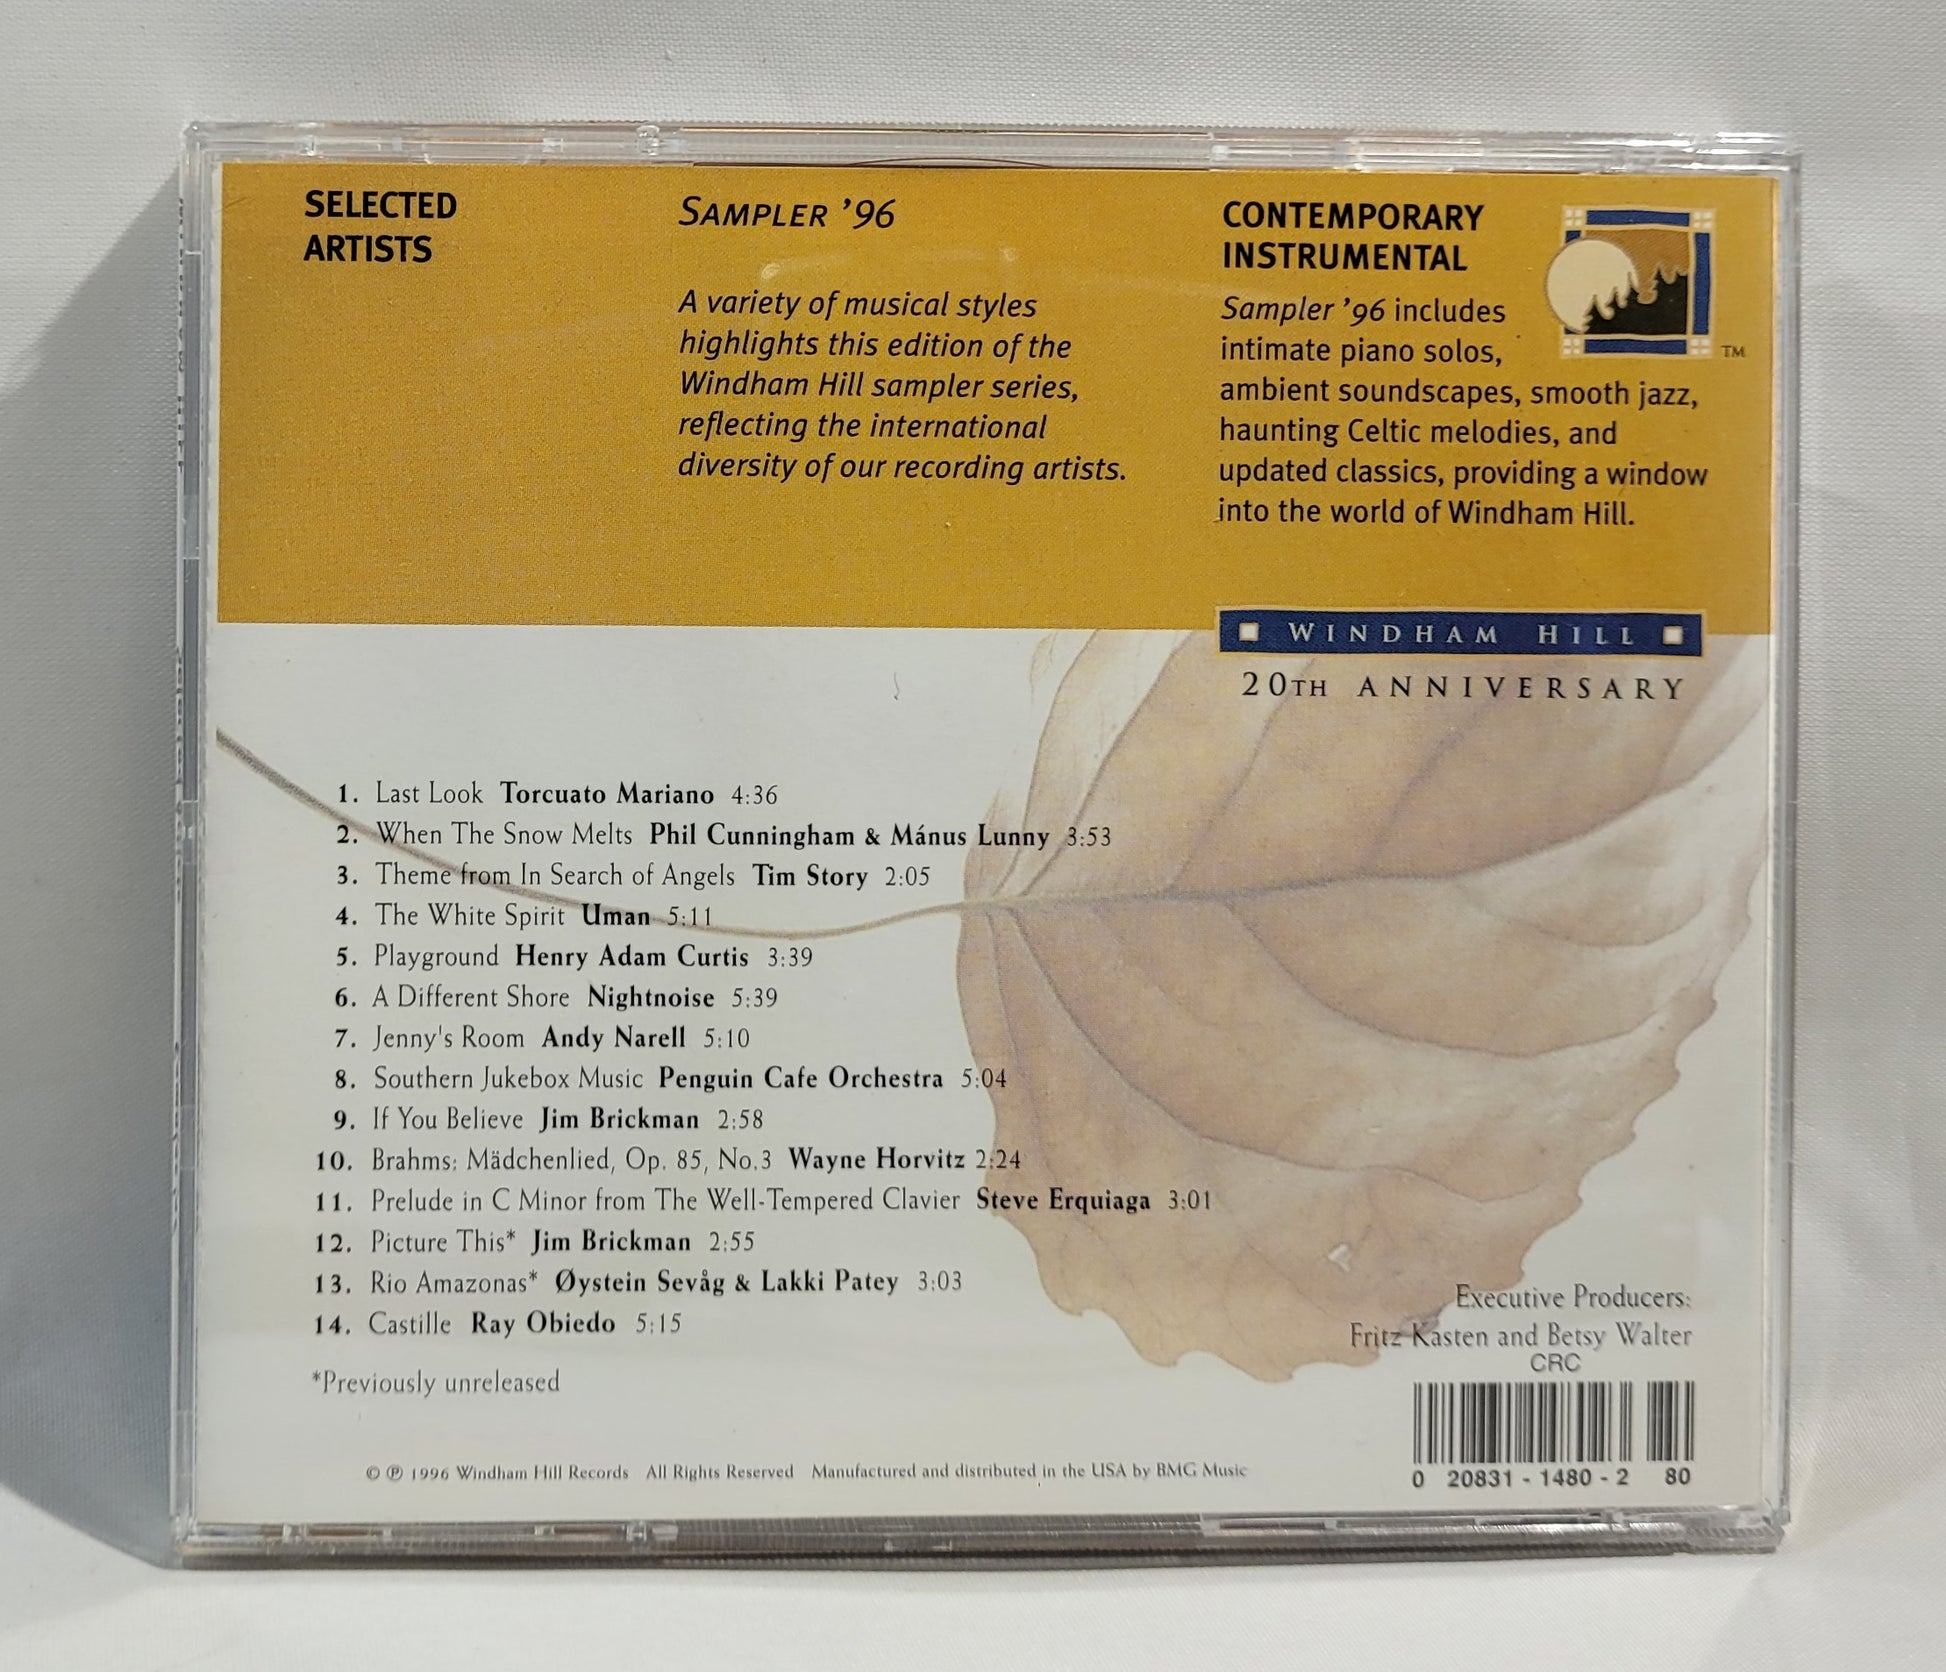 SELECTED
ARTISTS
SAMPLER '96
A variety of musical styles
highlights this edition of the
Windham Hill sampler series,
reflecting the international
diversity of our recording artists.
CONTEMPORARY
INSTRUMENTAL
Sampler '96 includes
intimate piano solos,
ambient soundscapes, smooth jazz,
haunting Celtic melodies, and
updated classics, providing a window
into the world of Windham Hill.
TM
WINDHAM HILL
20TH ANNIVERSARY
1. Last Look Torcuato Mariano 4:36
2. When The Snow Melts Phil Cunningham & Mánus Lunny 3:53
3. Theme from In Search of Angels Tim Story 2:05
4. The White Spirit Uman 5:11
5. Playground Henry Adam Curtis 3:39
6. A Different Shore Nightnoise 5:39
7. Jenny's Room Andy Narell 5:10
8. Southern Jukebox Music Penguin Cafe Orchestra 5:04
9. If You Believe Jim Brickman 2:58
10. Brahms: Mädchenlied, Op. 85, No.3 Wayne Horvitz 2:24
11. Prelude in C Minor from The Well-Tempered Clavier Steve Erquiaga 3:01
12. Picture This* Jim Brickman 2:55
13. Rio Amazonas* Øystein Sevåg & Lakki Patey 3:03
14. Castille Ray Obiedo 5:15
*Previously unreleased
Executive Producers:
Fritz Kasten and Betsy Walter
CRC
0 20831-1480-2 80
© ℗ 1996 Windham Hill Records All Rights Reserved Manufactured and distributed in the USA by BMG Music